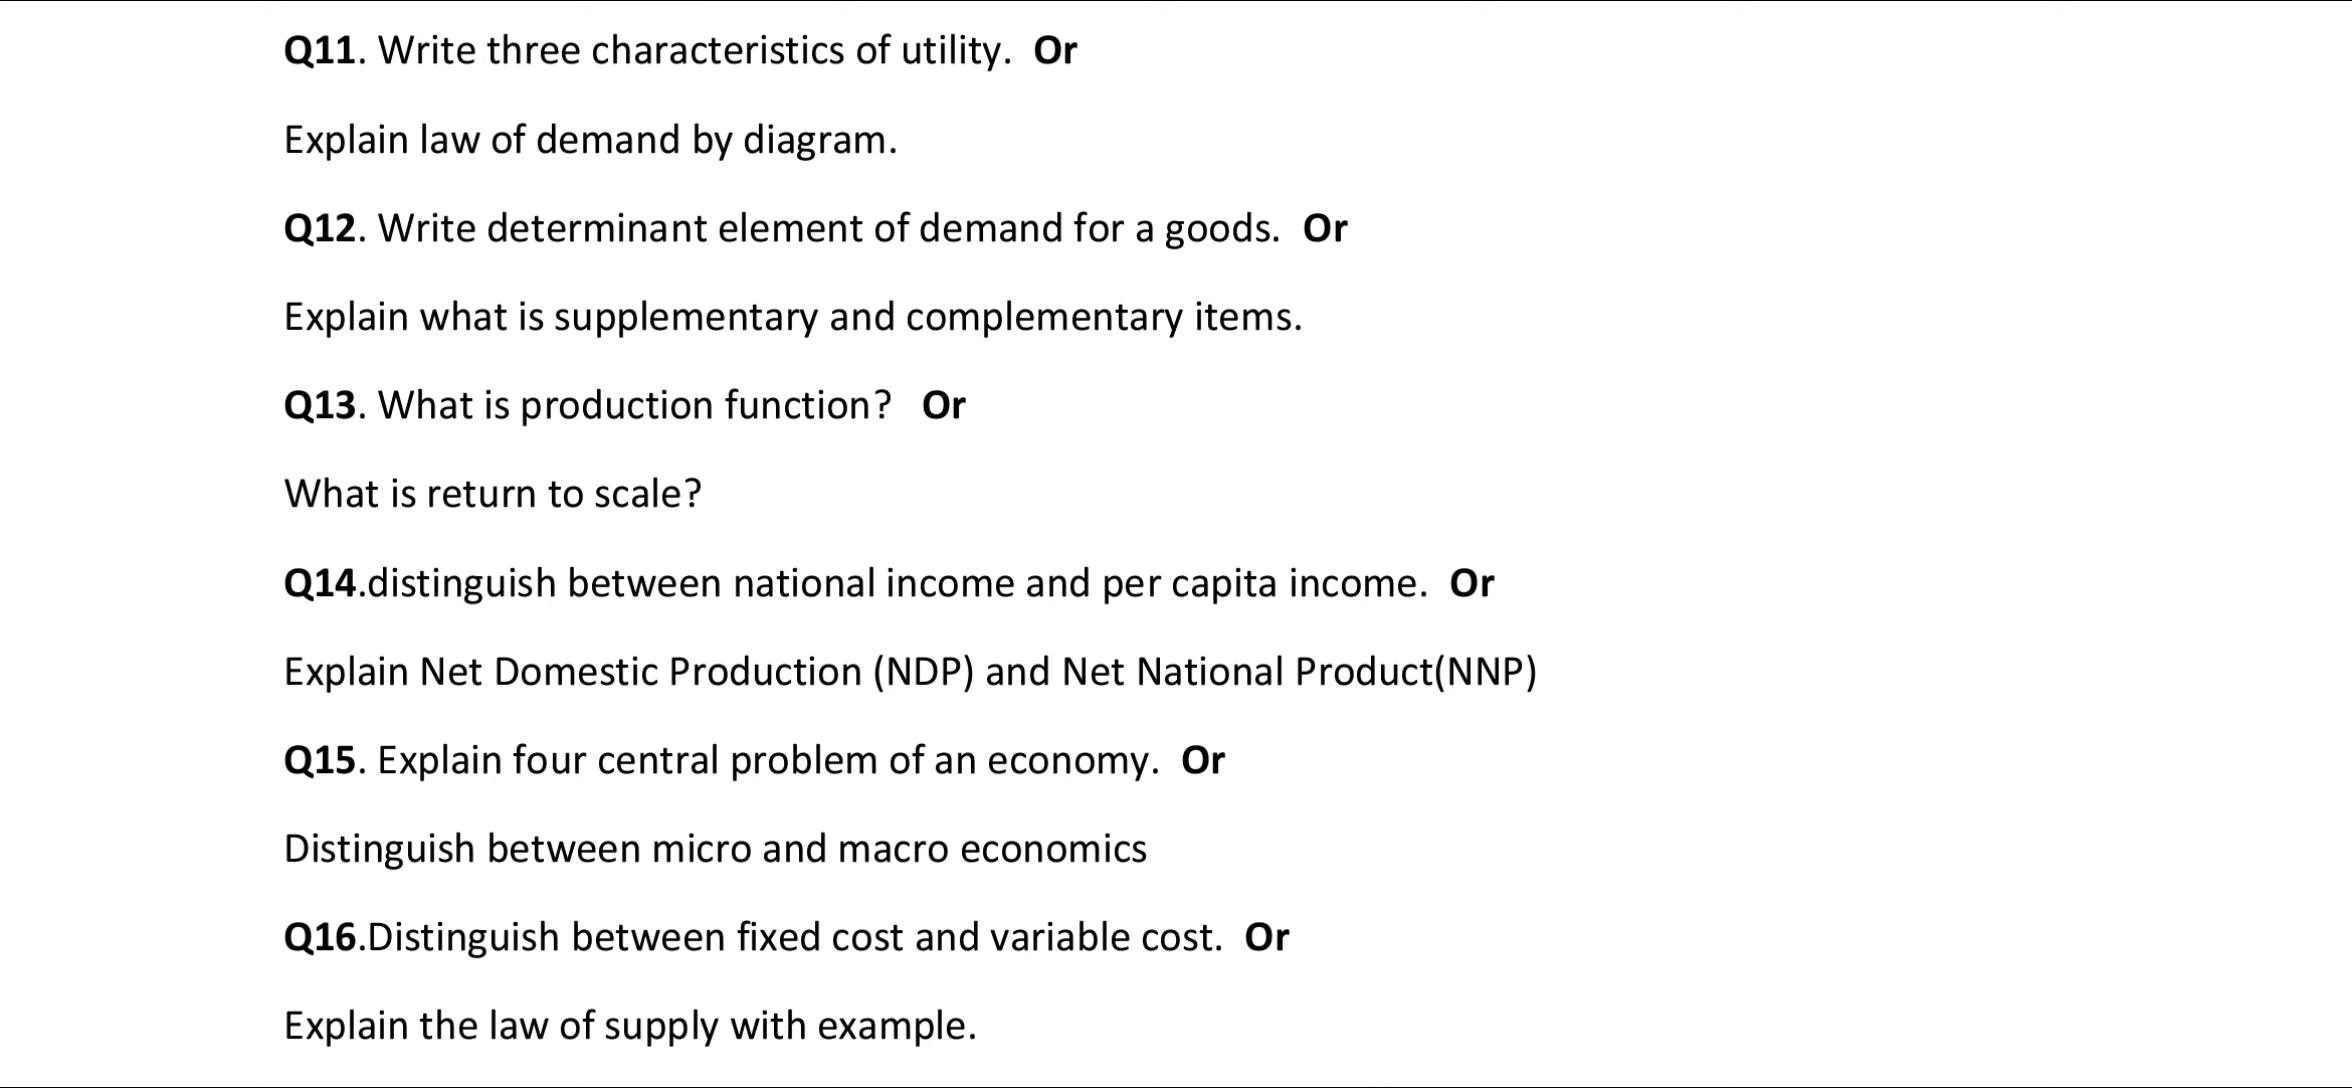 Q11. Write three characteristics of utility. Or
Explain law of demand by diagram.
Q12. Write determinant element of demand for a goods. Or
Explain what is supplementary and complementary items.
Q13. What is production function? Or
What is return to scale?
Q14.distinguish between national income and per capita income. Or
Explain Net Domestic Production (NDP) and Net National Product(NNP)
Q15. Explain four central problem of an economy. Or
Distinguish between micro and macro economics
Q16.Distinguish between fixed cost and variable cost. Or
Explain the law of supply with example.